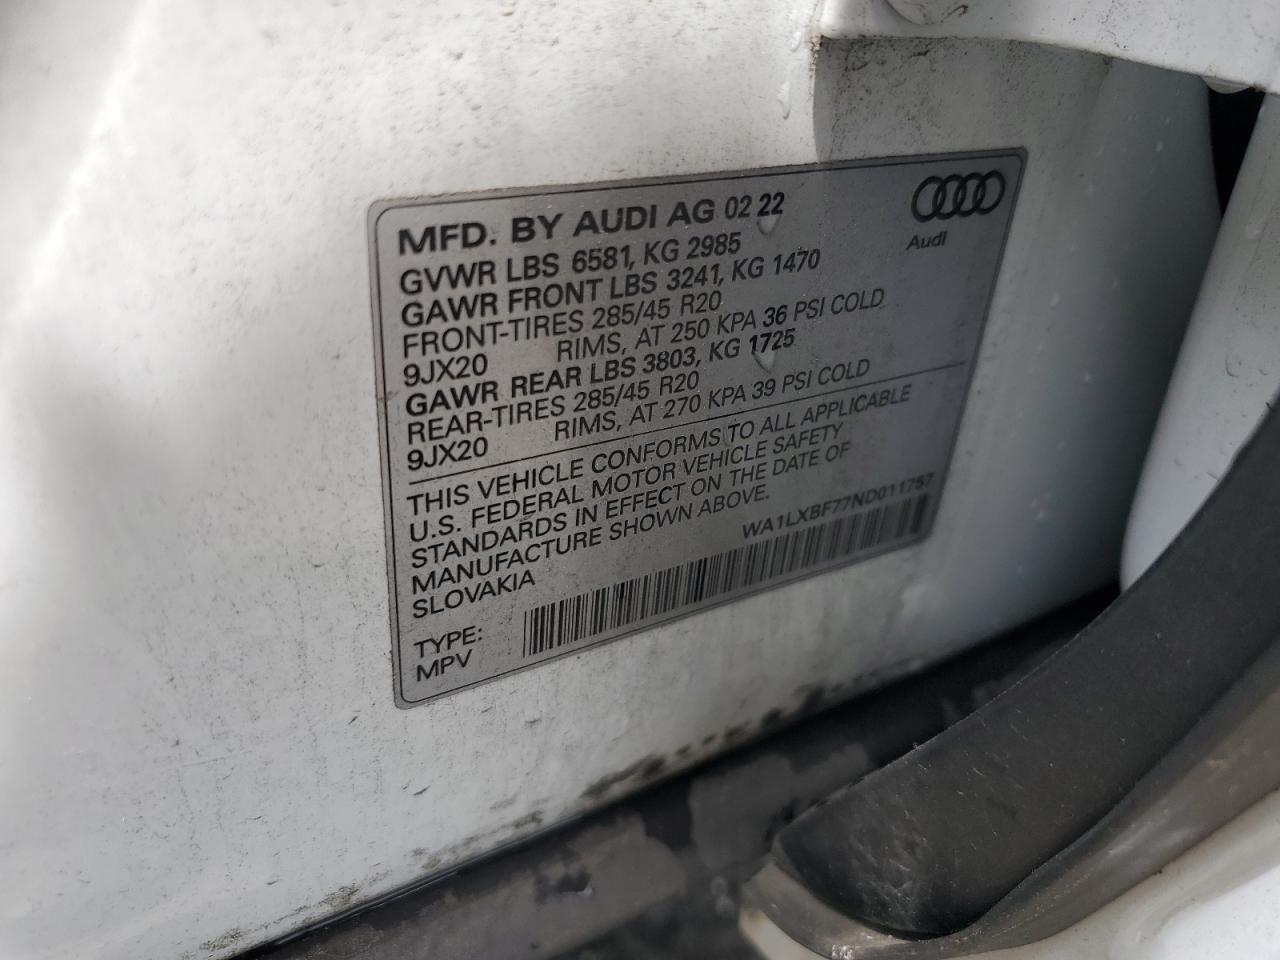 MFD. BY AUDI AG 02 22
Audi
GVWR LBS 6581, KG 2985
GAWR FRONT LBS 3241, KG 1470
FRONT-TIRES 285/45 R20
9JX20 RIMS, AT 250 KPA 36 PSI COLD
GAWR REAR LBS 3803, KG 1725
REAR-TIRES 285/45 R20
9JX20 RIMS, AT 270 KPA 39 PSI COLD
THIS VEHICLE CONFORMS TO ALL APPLICABLE
U.S. FEDERAL MOTOR VEHICLE SAFETY
STANDARDS IN EFFECT ON THE DATE OF
MANUFACTURE SHOWN ABOVE.
SLOVAKIA
WA1LXBF77ND011757
TYPE:
MPV